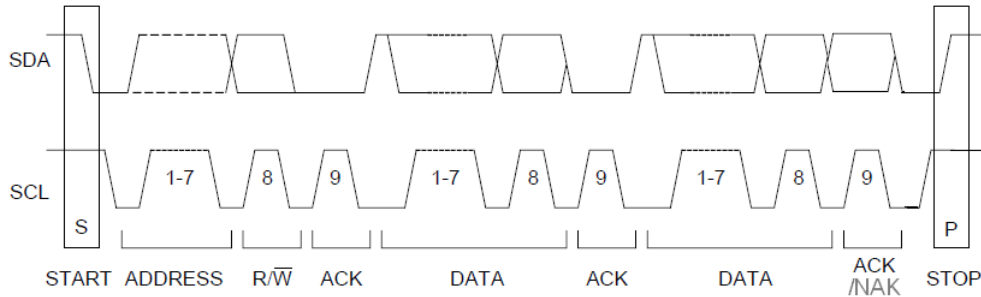 SDA
SCL
1-7 8 9 1-7 8 9 1-7 8 9
S P
START ADDRESS R/W̅ ACK DATA ACK DATA ACK
/NAK STOP